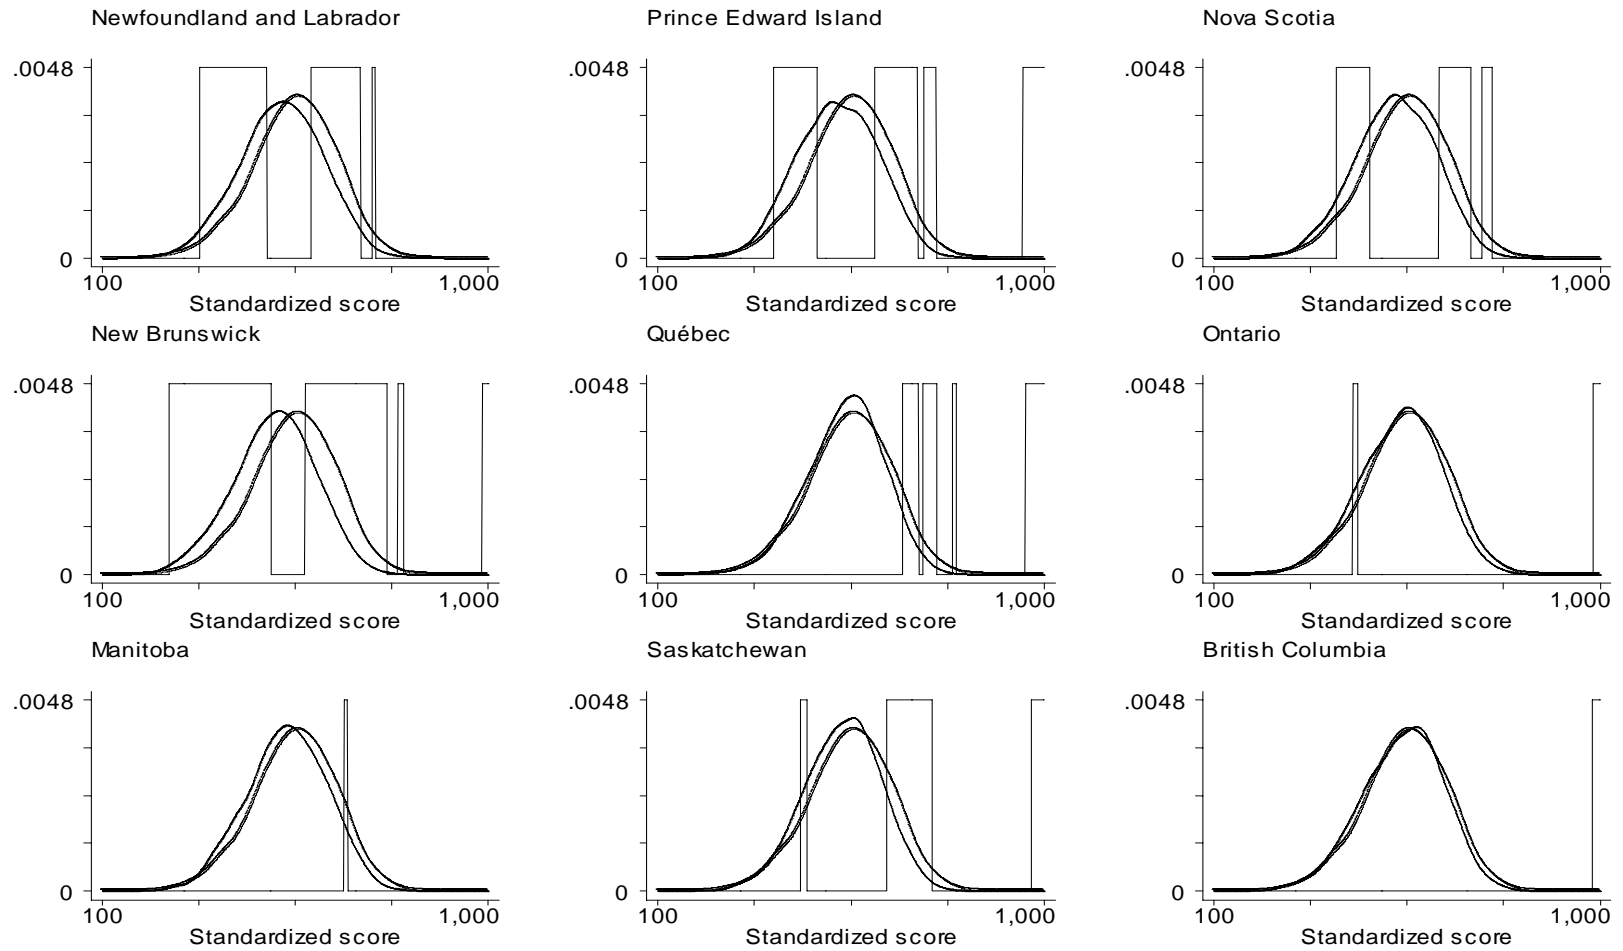 Newfoundland and Labrador
Prince Edward Island
Nova Scotia
.0048
.0048
.0048
0
0
0
100
1,000
100
1,000
100
1,000
Standardized score
Standardized score
Standardized score
New Brunswick
Québec
Ontario
.0048
.0048
.0048
0
0
0
100
1,000
100
1,000
100
1,000
Standardized score
Standardized score
Standardized score
Manitoba
Saskatchewan
British Columbia
.0048
.0048
.0048
0
0
0
100
1,000
100
1,000
100
1,000
Standardized score
Standardized score
Standardized score